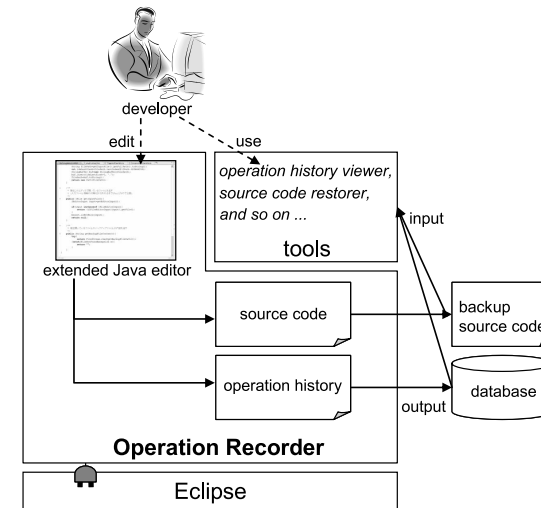 developer
edit
use
operation history viewer,
source code restorer,
and so on ...
tools
input
extended Java editor
source code
backup
source code
operation history
database
output
Operation Recorder
Eclipse